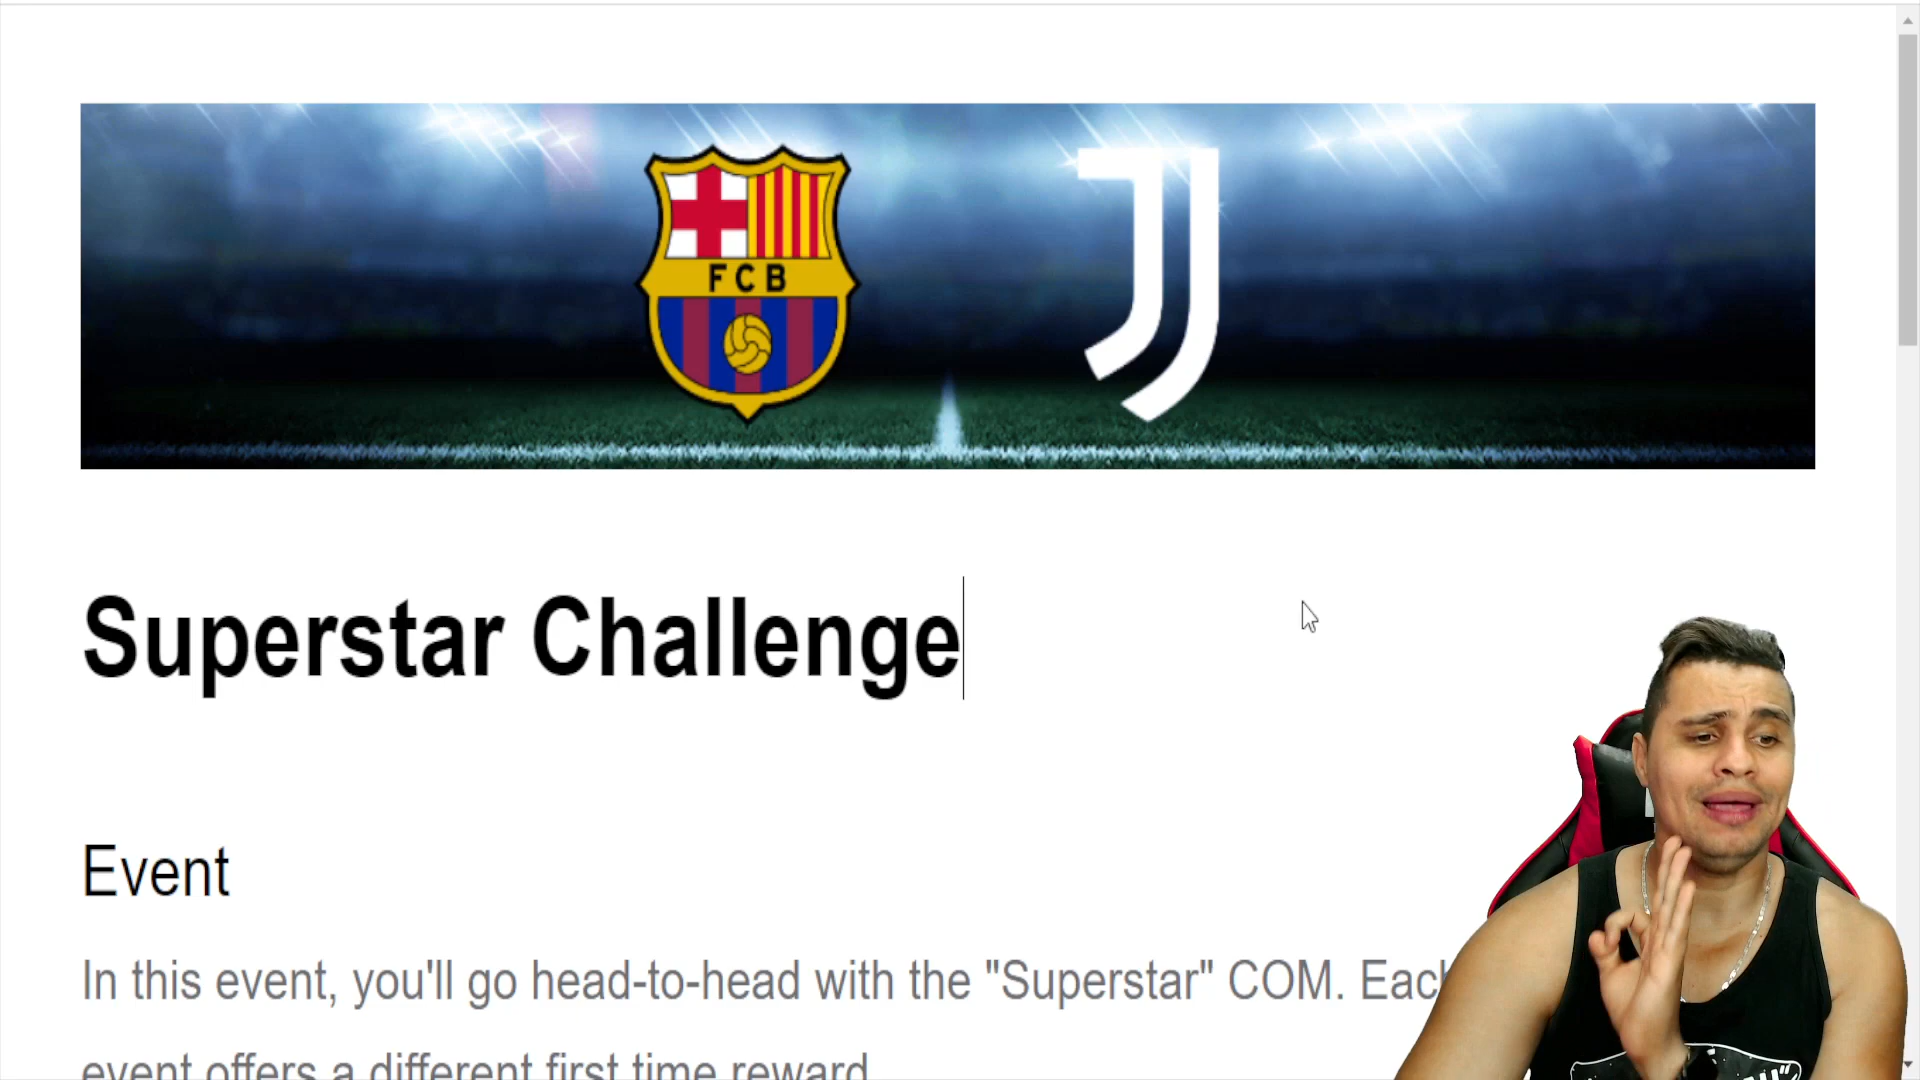 FCB
Superstar Challenge
Event
In this event, you'll go head-to-head with the "Superstar" COM.
event offers a different first time reward